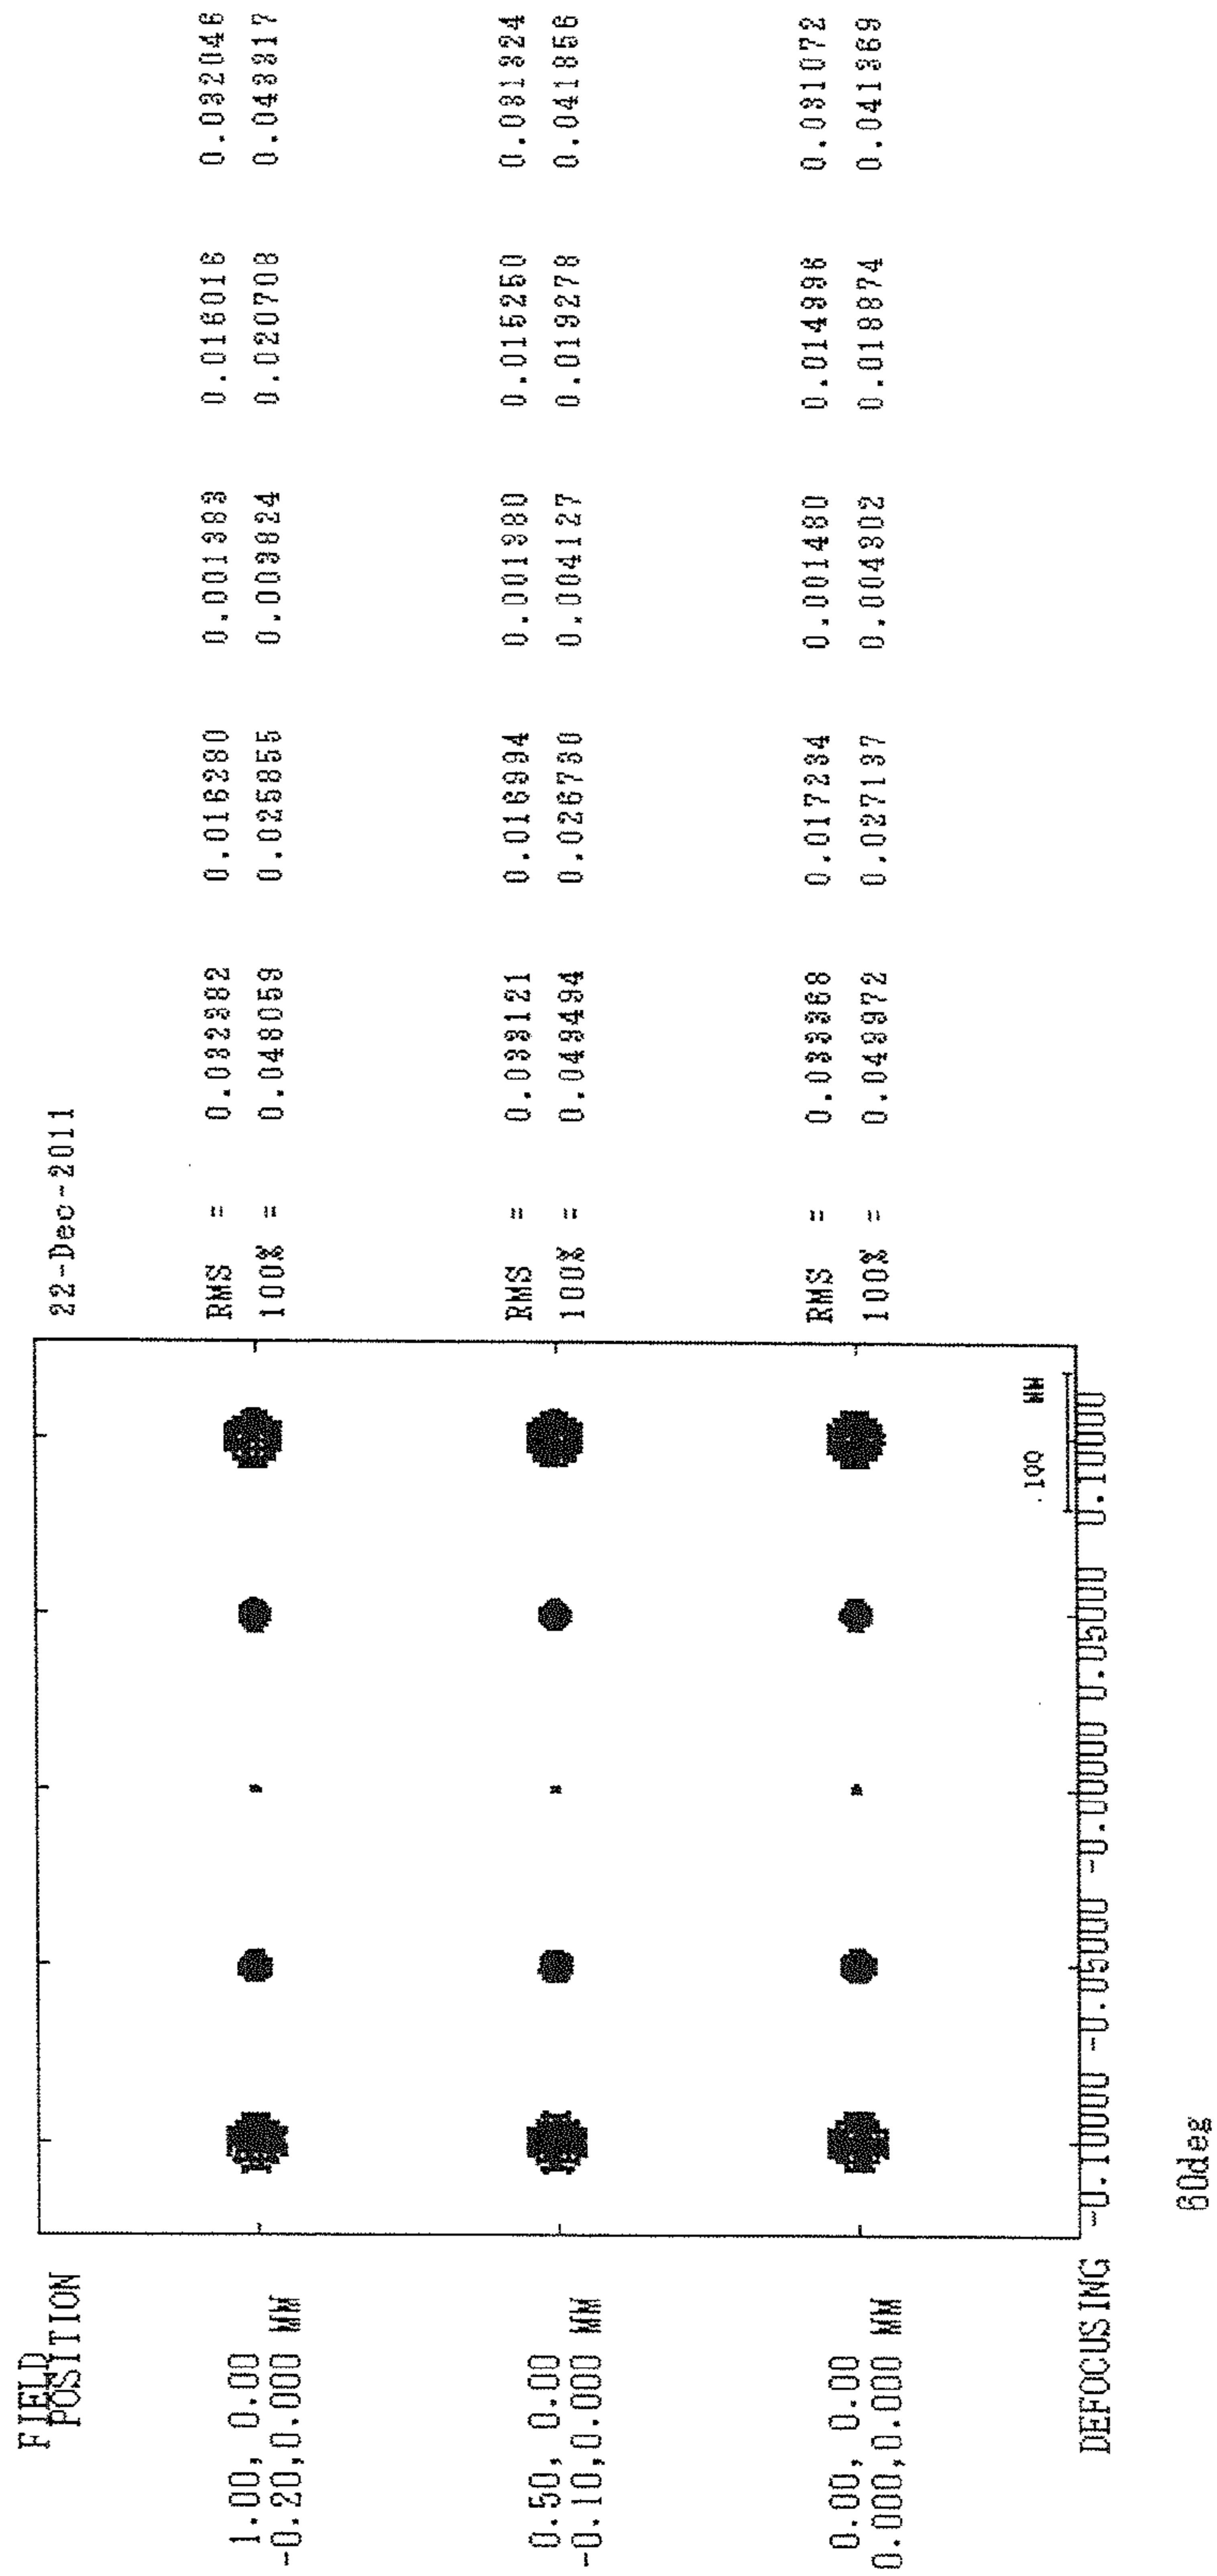 FIELD
POSITION
22-Dec-2011
1.00, 0.00
-0.20,0.000 MM
RMS = 0.032382 0.016280 0.001383 0.016016 0.032046
100% = 0.048059 0.025855 0.003824 0.020708 0.043317
0.50, 0.00
-0.10,0.000 MM
RMS = 0.033121 0.016994 0.001380 0.015250 0.031324
100% = 0.049494 0.026730 0.004127 0.019278 0.041856
0.00, 0.00
0.000,0.000 MM
RMS = 0.033368 0.017234 0.001480 0.014996 0.031072
100% = 0.049972 0.027137 0.004302 0.018874 0.041369
.100 MM
DEFOCUSING -0.10000 -0.05000 -0.00000 0.05000 0.10000
60deg